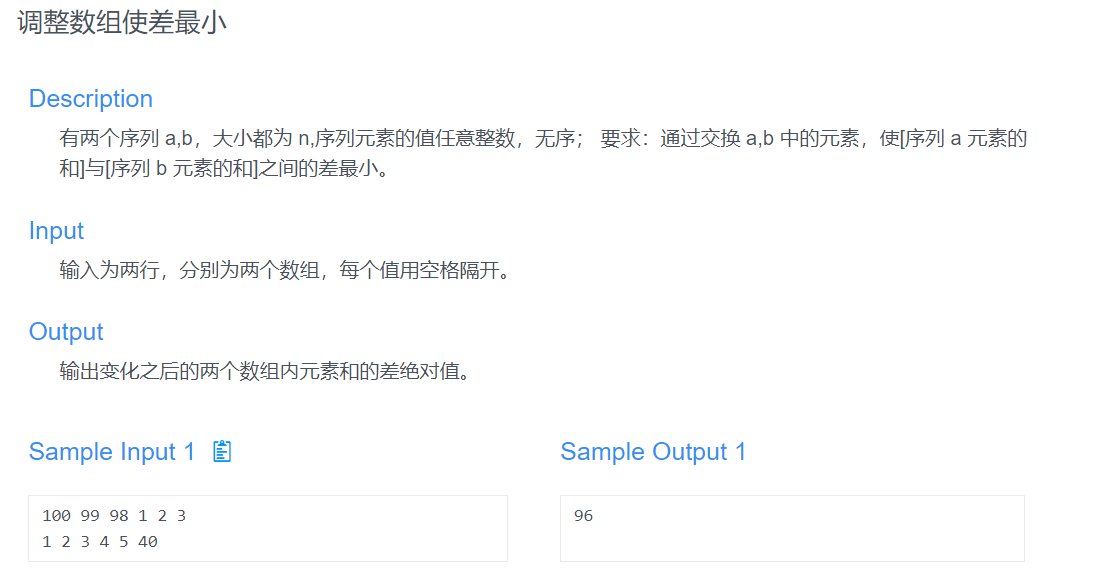 调整数组使差最小
Description
有两个序列 a,b，大小都为 n,序列元素的值任意整数，无序； 要求：通过交换 a,b 中的元素，使[序列 a 元素的
和]与[序列 b 元素的和]之间的差最小。
Input
输入为两行，分别为两个数组，每个值用空格隔开。
Output
输出变化之后的两个数组内元素和的差绝对值。
Sample Input 1
Sample Output 1
100 99 98 1 2 3
1 2 3 4 5 40
96